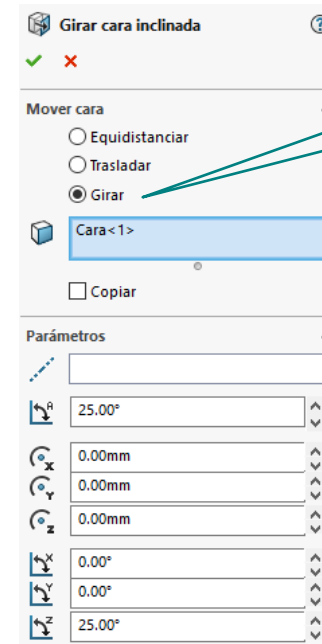 Girar cara inclinada
Mover cara
Equidistanciar
Trasladar
Girar
Cara<1>
Copiar
Parámetros
A
25.00°
X
0.00mm
Y
0.00mm
Z
0.00mm
X
0.00°
Y
0.00°
Z
25.00°